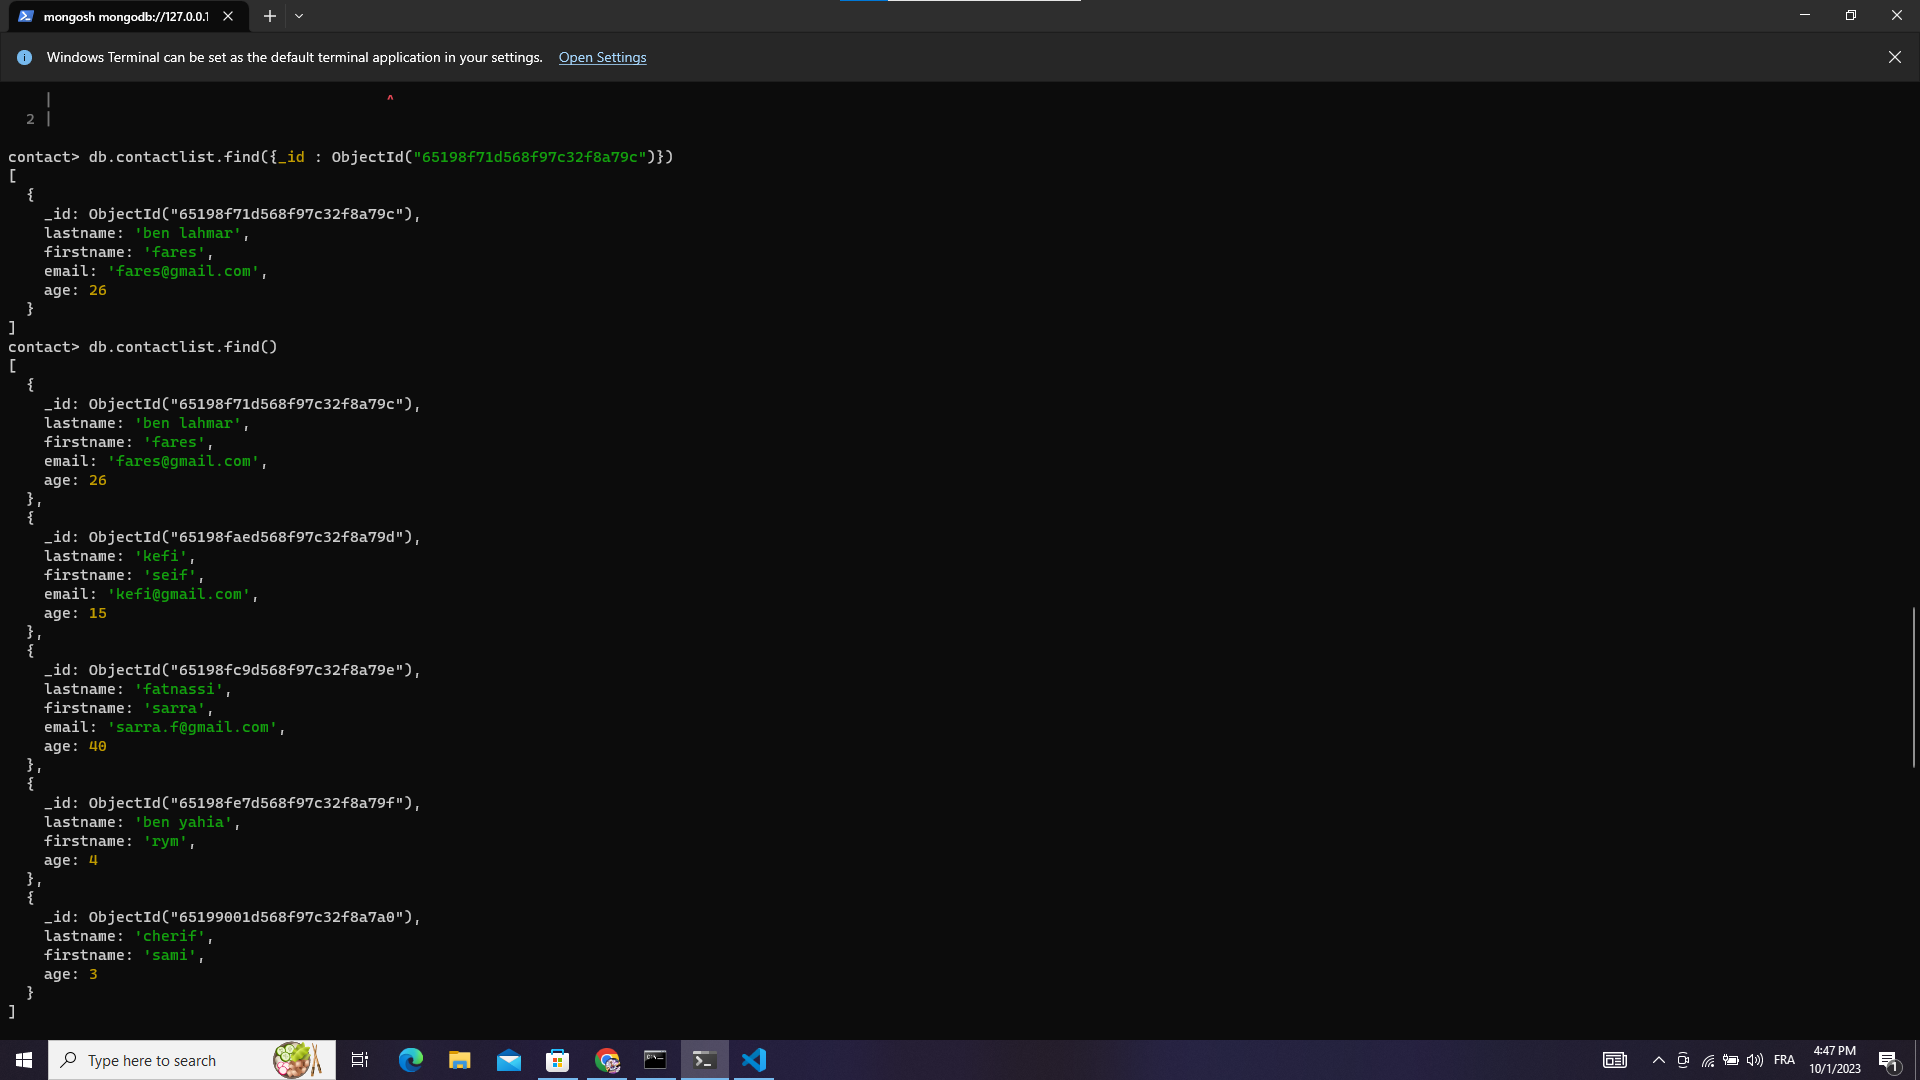 mongosh mongodb://127.0.0.1
Windows Terminal can be set as the default terminal application in your settings. Open Settings
| ^
2 |
contact> db.contactlist.find({_id : ObjectId("65198f71d568f97c32f8a79c")})
[
{
_id: ObjectId("65198f71d568f97c32f8a79c"),
lastname: 'ben lahmar',
firstname: 'fares',
email: 'fares@gmail.com',
age: 26
}
]
contact> db.contactlist.find()
[
{
_id: ObjectId("65198f71d568f97c32f8a79c"),
lastname: 'ben lahmar',
firstname: 'fares',
email: 'fares@gmail.com',
age: 26
},
{
_id: ObjectId("65198faed568f97c32f8a79d"),
lastname: 'kefi',
firstname: 'seif',
email: 'kefi@gmail.com',
age: 15
},
{
_id: ObjectId("65198fc9d568f97c32f8a79e"),
lastname: 'fatnassi',
firstname: 'sarra',
email: 'sarra.f@gmail.com',
age: 40
},
{
_id: ObjectId("65198fe7d568f97c32f8a79f"),
lastname: 'ben yahia',
firstname: 'rym',
age: 4
},
{
_id: ObjectId("65199001d568f97c32f8a7a0"),
lastname: 'cherif',
firstname: 'sami',
age: 3
}
]
Type here to search
FRA
4:47 PM
10/1/2023
1